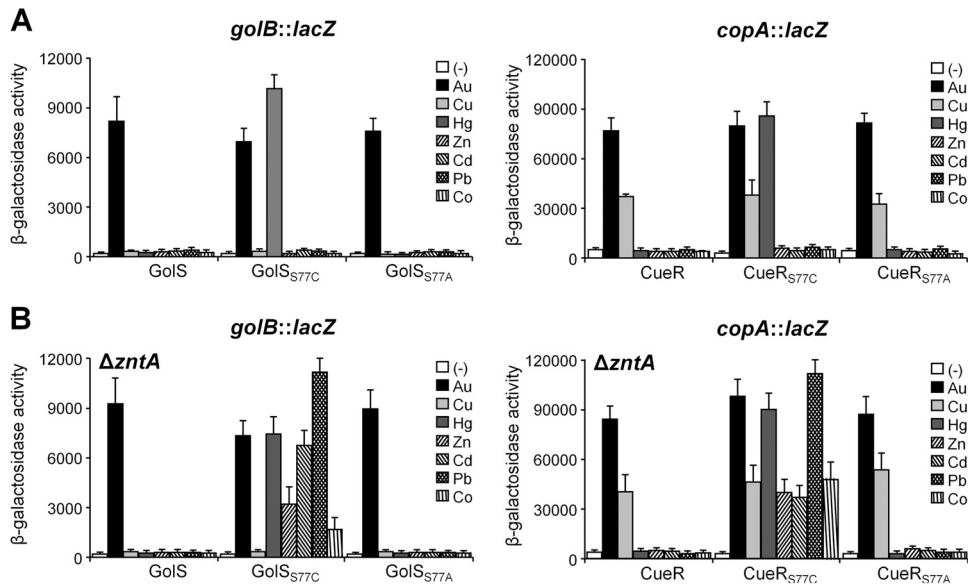 A
golB::lacZ
β-galactosidase activity
12000
9000
6000
3000
0
(-)
Au
Cu
Hg
Zn
Cd
Pb
Co
GolS
GolS_S77C
GolS_S77A
copA::lacZ
β-galactosidase activity
120000
90000
60000
30000
0
(-)
Au
Cu
Hg
Zn
Cd
Pb
Co
CueR
CueR_S77C
CueR_S77A
B
golB::lacZ
ΔzntA
β-galactosidase activity
12000
9000
6000
3000
0
(-)
Au
Cu
Hg
Zn
Cd
Pb
Co
GolS
GolS_S77C
GolS_S77A
copA::lacZ
ΔzntA
β-galactosidase activity
120000
90000
60000
30000
0
(-)
Au
Cu
Hg
Zn
Cd
Pb
Co
CueR
CueR_S77C
CueR_S77A